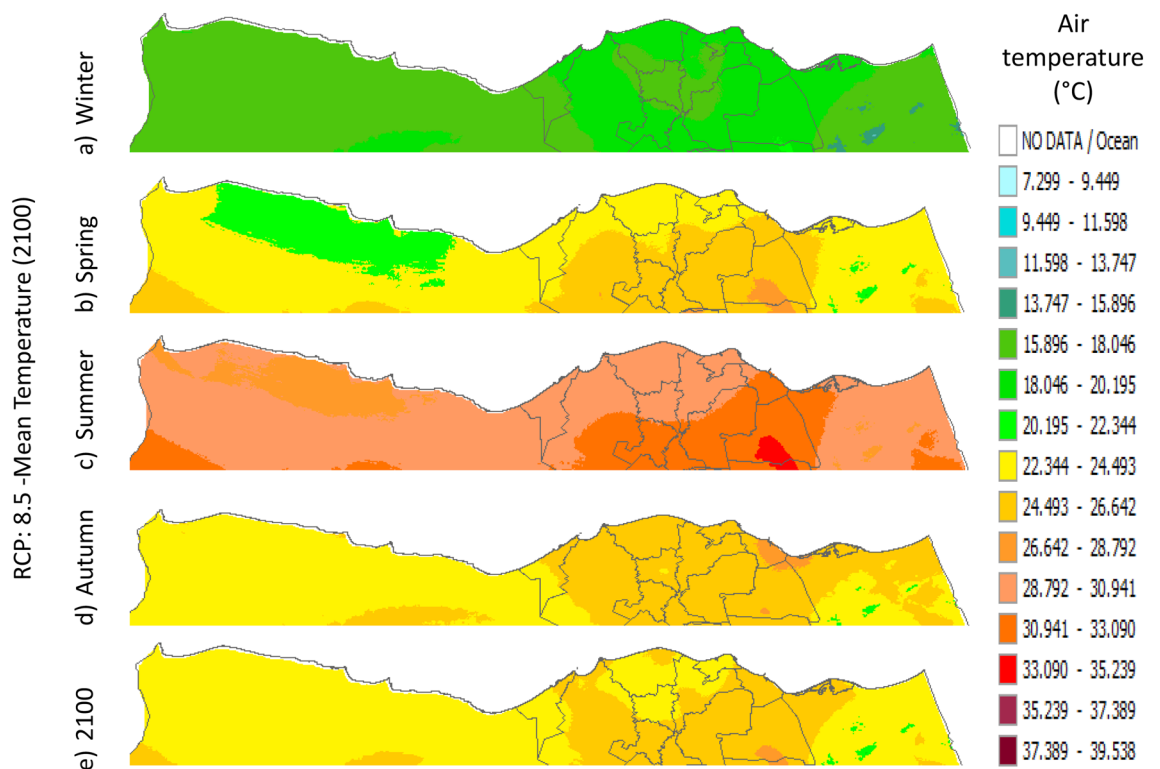 RCP: 8.5 -Mean Temperature (2100)
a) Winter
b) Spring
c) Summer
d) Autumn
e) 2100
Air
temperature
(°C)
NO DATA / Ocean
7.299 - 9.449
9.449 - 11.598
11.598 - 13.747
13.747 - 15.896
15.896 - 18.046
18.046 - 20.195
20.195 - 22.344
22.344 - 24.493
24.493 - 26.642
26.642 - 28.792
28.792 - 30.941
30.941 - 33.090
33.090 - 35.239
35.239 - 37.389
37.389 - 39.538